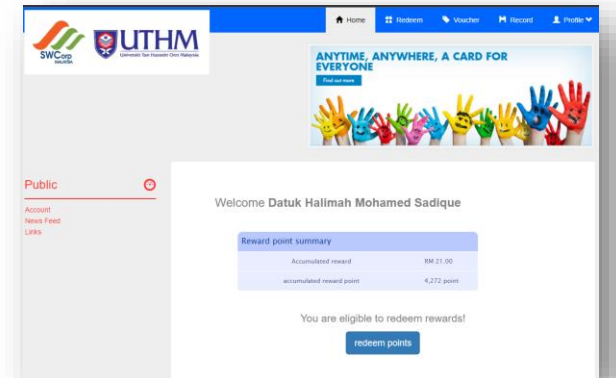 Home Redeem Voucher Record Profile
SWCorp
MALAYSIA
UTHM
Universiti Tun Hussein Onn Malaysia
ANYTIME, ANYWHERE, A CARD FOR
EVERYONE
Find out more
Public
Account
News Feed
Links
Welcome Datuk Halimah Mohamed Sadique
Reward point summary
Accumulated reward RM 21.00
accumulated reward point 4,272 point
You are eligible to redeem rewards!
redeem points